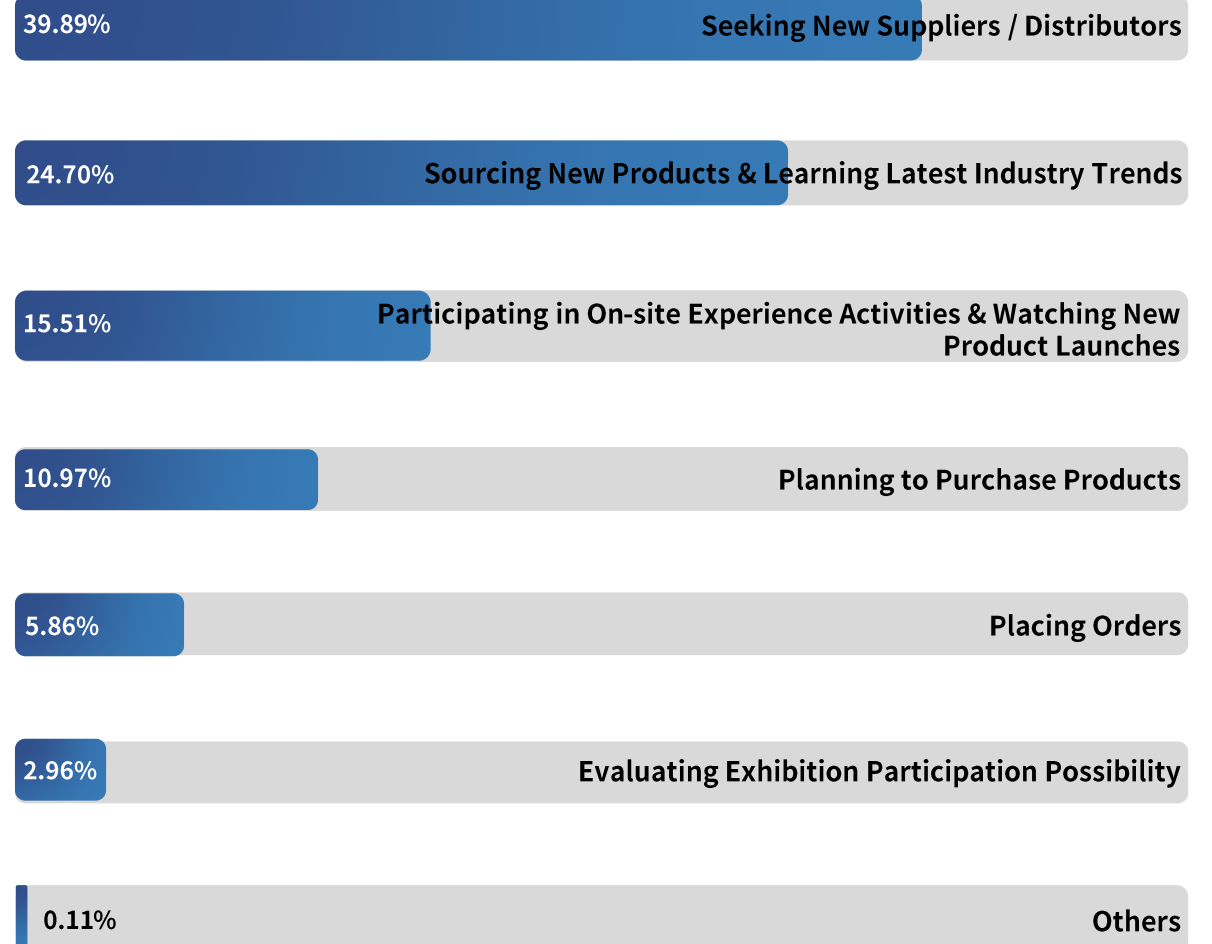 39.89% Seeking New Suppliers / Distributors
24.70% Sourcing New Products & Learning Latest Industry Trends
15.51% Participating in On-site Experience Activities & Watching New
Product Launches
10.97% Planning to Purchase Products
5.86% Placing Orders
2.96% Evaluating Exhibition Participation Possibility
0.11% Others